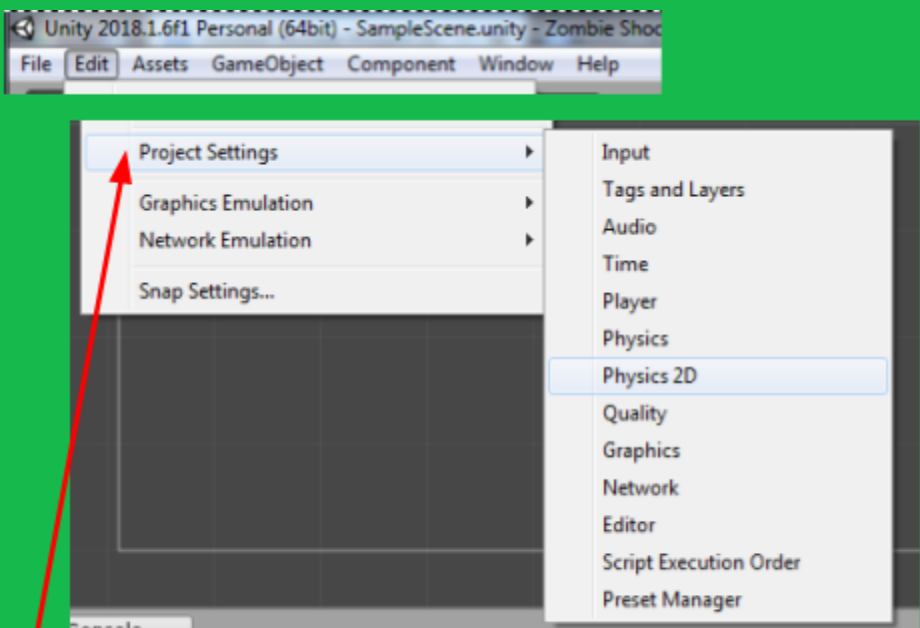 Unity 2018.1.6f1 Personal (64bit) - SampleScene.unity - Zombie Shoo
File Edit Assets GameObject Component Window Help
Project Settings
Graphics Emulation
Network Emulation
Snap Settings...
Input
Tags and Layers
Audio
Time
Player
Physics
Physics 2D
Quality
Graphics
Network
Editor
Script Execution Order
Preset Manager